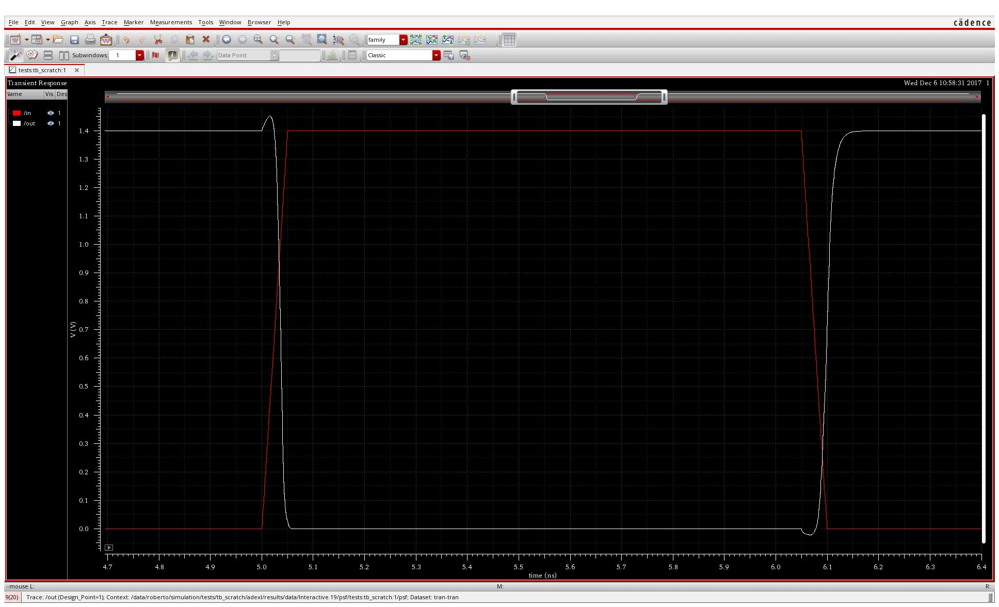 File Edit View Graph Axis Trace Marker Measurements Tools Window Browser Help
cādence
family
Subwindows: 1 Data Point Classic
tests:tb_scratch:1
Transient Response
Wed Dec 6 10:58:31 2017 1
Name Vis Des
/in 1
/out 1
1.4
1.3
1.2
1.1
1.0
0.9
0.8
0.7
0.6
0.5
0.4
0.3
0.2
0.1
0.0
V (V)
4.7 4.8 4.9 5.0 5.1 5.2 5.3 5.4 5.5 5.6 5.7 5.8 5.9 6.0 6.1 6.2 6.3 6.4
time (ns)
mouse L: M: R:
9(20) Trace: /out (Design_Point=1); Context: /data/roberto/simulation/tests/tb_scratch/adexl/results/data/Interactive.19/psf/tests:tb_scratch:1/psf; Dataset: tran-tran